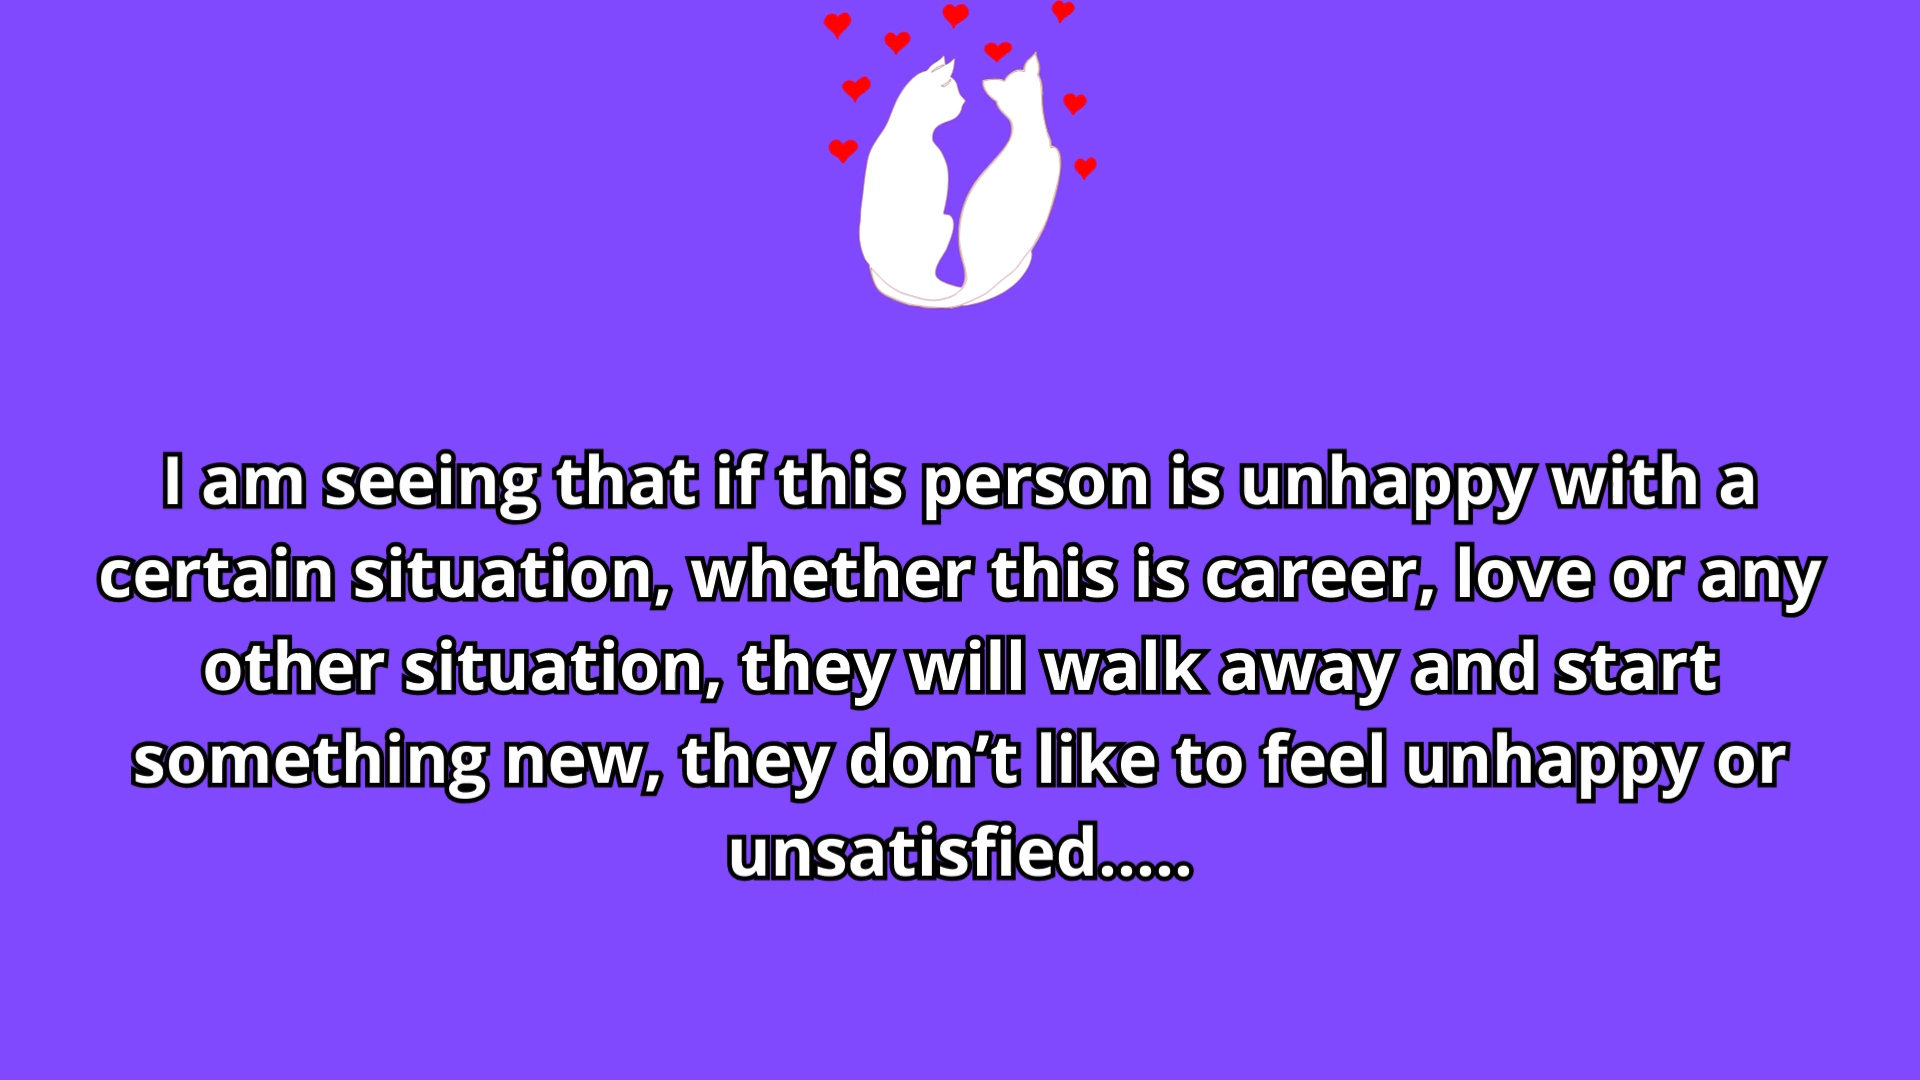 I am seeing that if this person is unhappy with a
certain situation, whether this is career, love or any
other situation, they will walk away and start
something new, they don’t like to feel unhappy or
unsatisfied.....